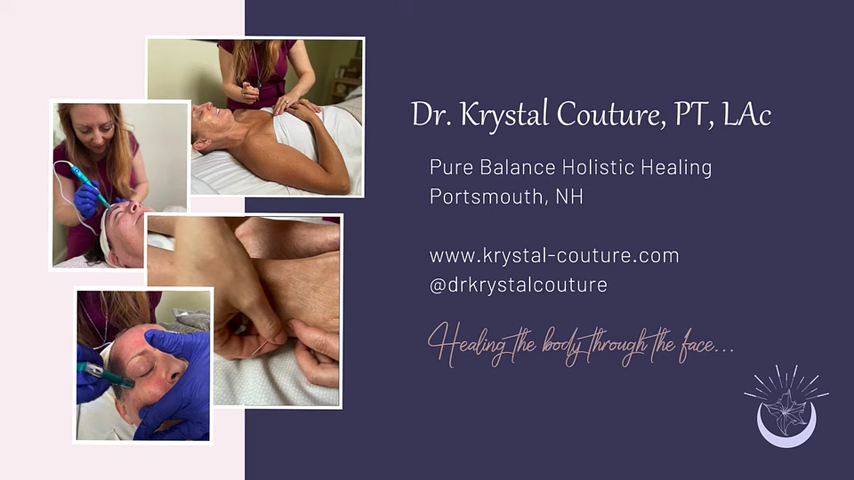 Dr. Krystal Couture, PT, LAc
Pure Balance Holistic Healing
Portsmouth, NH
www.krystal-couture.com
@drkrystalcouture
Healing the body through the face...